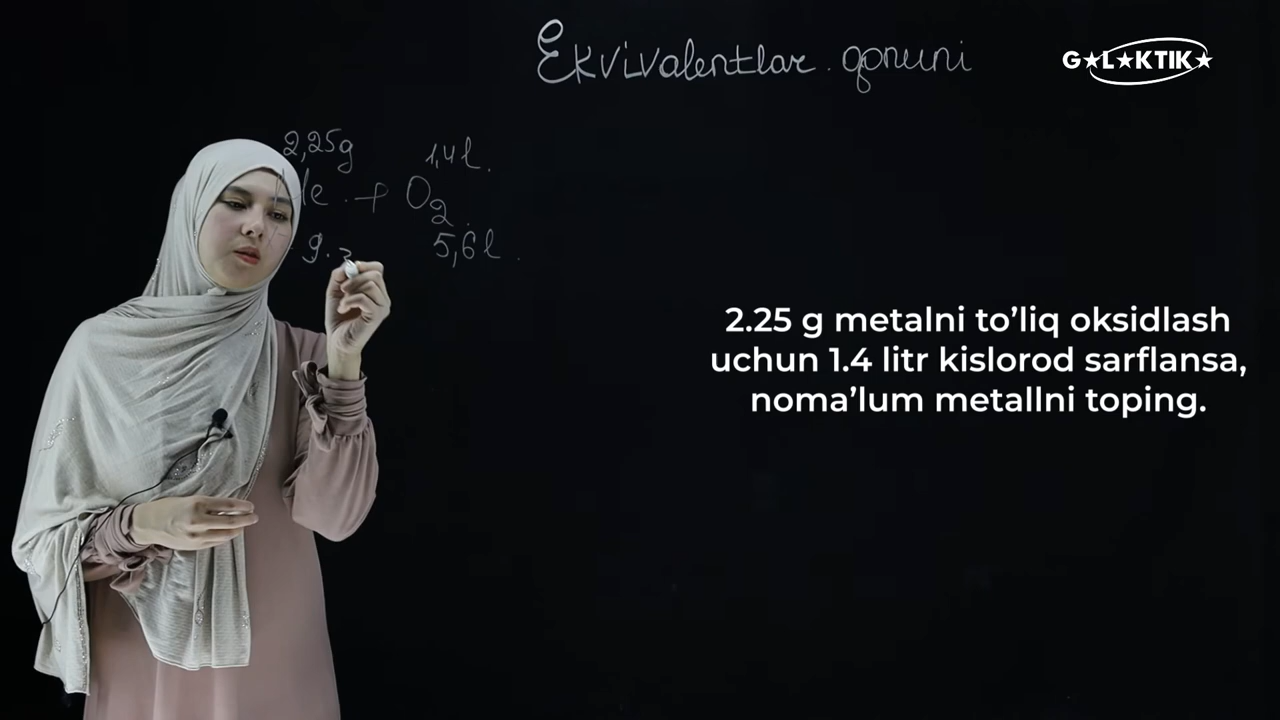 Ekvivalentlar qonuni
GALAKTIKA
2,25g 1,4l.
+ O2
5,6l.
2.25 g metalni to’liq oksidlash
uchun 1.4 litr kislorod sarflansa,
noma’lum metallni toping.